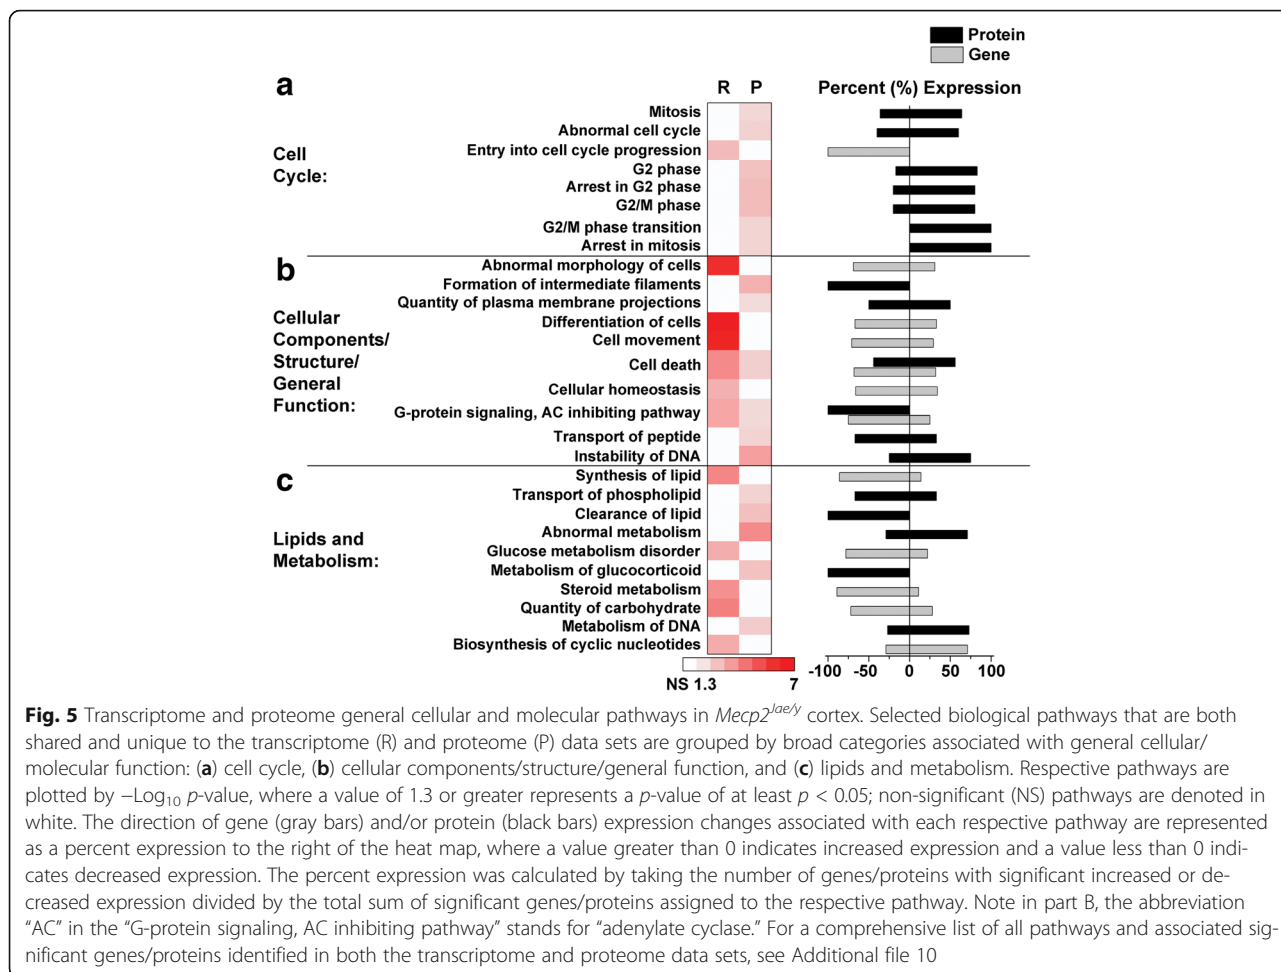 Protein
Gene
a
R P
Percent (%) Expression
Cell
Cycle:
Mitosis
Abnormal cell cycle
Entry into cell cycle progression
G2 phase
Arrest in G2 phase
G2/M phase
G2/M phase transition
Arrest in mitosis
b
Cellular
Components/
Structure/
General
Function:
Abnormal morphology of cells
Formation of intermediate filaments
Quantity of plasma membrane projections
Differentiation of cells
Cell movement
Cell death
Cellular homeostasis
G-protein signaling, AC inhibiting pathway
Transport of peptide
Instability of DNA
c
Lipids and
Metabolism:
Synthesis of lipid
Transport of phospholipid
Clearance of lipid
Abnormal metabolism
Glucose metabolism disorder
Metabolism of glucocorticoid
Steroid metabolism
Quantity of carbohydrate
Metabolism of DNA
Biosynthesis of cyclic nucleotides
-100 -50 0 50 100
NS 1.3 7
Fig. 5 Transcriptome and proteome general cellular and molecular pathways in Mecp2^Jae/y cortex. Selected biological pathways that are both
shared and unique to the transcriptome (R) and proteome (P) data sets are grouped by broad categories associated with general cellular/
molecular function: (a) cell cycle, (b) cellular components/structure/general function, and (c) lipids and metabolism. Respective pathways are
plotted by −Log₁₀ p-value, where a value of 1.3 or greater represents a p-value of at least p < 0.05; non-significant (NS) pathways are denoted in
white. The direction of gene (gray bars) and/or protein (black bars) expression changes associated with each respective pathway are represented
as a percent expression to the right of the heat map, where a value greater than 0 indicates increased expression and a value less than 0 indi-
cates decreased expression. The percent expression was calculated by taking the number of genes/proteins with significant increased or de-
creased expression divided by the total sum of significant genes/proteins assigned to the respective pathway. Note in part B, the abbreviation
“AC” in the “G-protein signaling, AC inhibiting pathway” stands for “adenylate cyclase.” For a comprehensive list of all pathways and associated sig-
nificant genes/proteins identified in both the transcriptome and proteome data sets, see Additional file 10